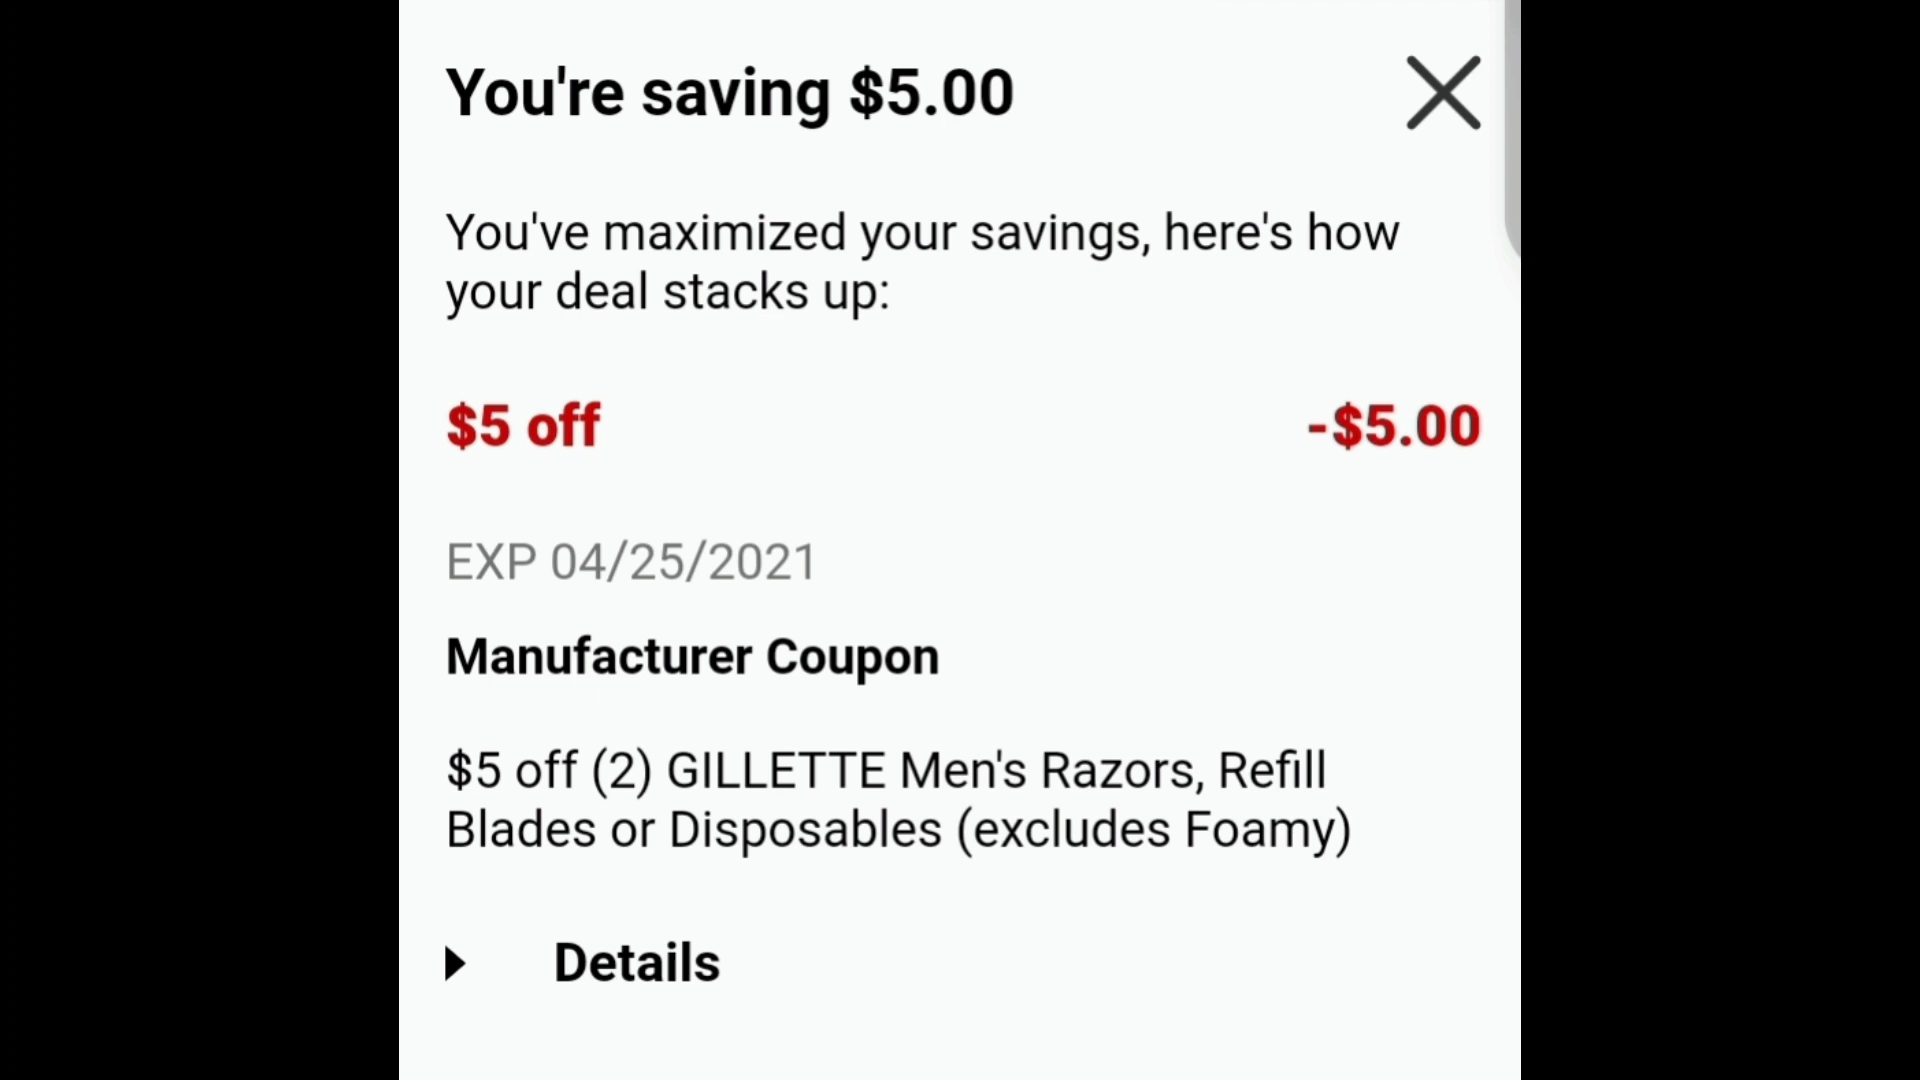 You're saving $5.00
You've maximized your savings, here's how
your deal stacks up:
$5 off -$5.00
EXP 04/25/2021
Manufacturer Coupon
$5 off (2) GILLETTE Men's Razors, Refill
Blades or Disposables (excludes Foamy)
Details